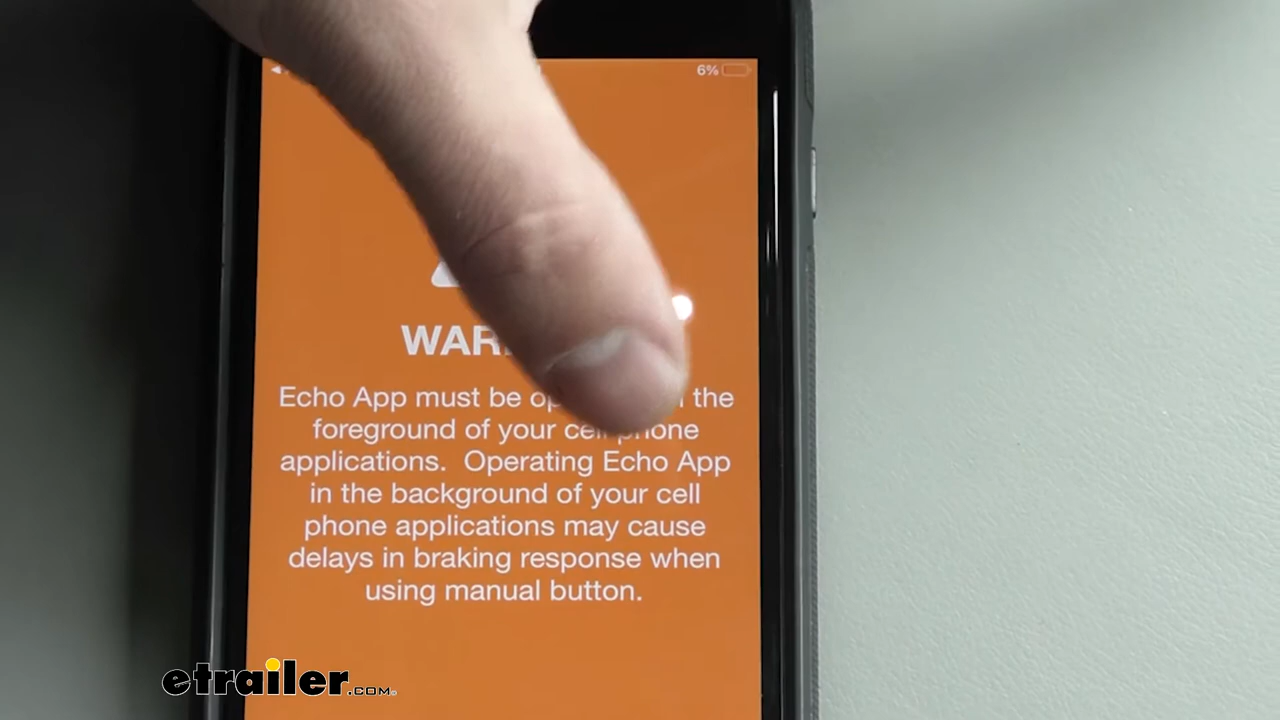 6%
WAR
Echo App must be op the
foreground of your cell phone
applications. Operating Echo App
in the background of your cell
phone applications may cause
delays in braking response when
using manual button.
etrailer.COM